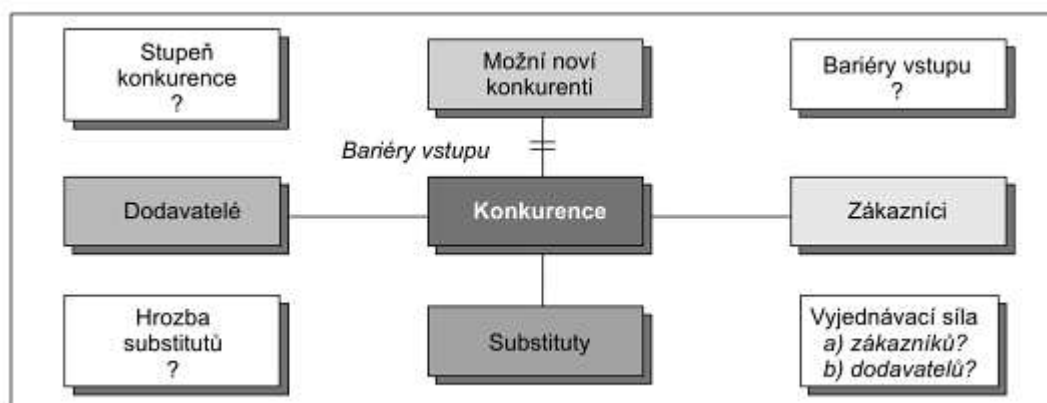 Stupeň
konkurence
?
Možní noví
konkurenti
Bariéry vstupu
?
Bariéry vstupu
Dodavatelé
Konkurence
Zákazníci
Hrozba
substitutů
?
Substituty
Vyjednávací síla
a) zákazníků?
b) dodavatelů?